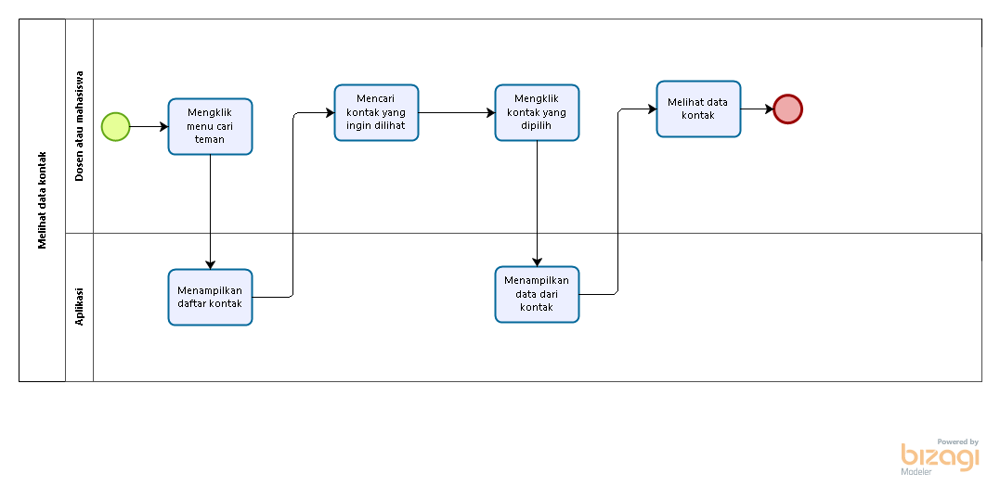 Melihat data kontak
Dosen atau mahasiswa
Mengklik
menu cari
teman
Mencari
kontak yang
ingin dilihat
Mengklik
kontak yang
dipilih
Melihat data
kontak
Aplikasi
Menampilkan
daftar kontak
Menampilkan
data dari
kontak
Powered by
bizagi
Modeler